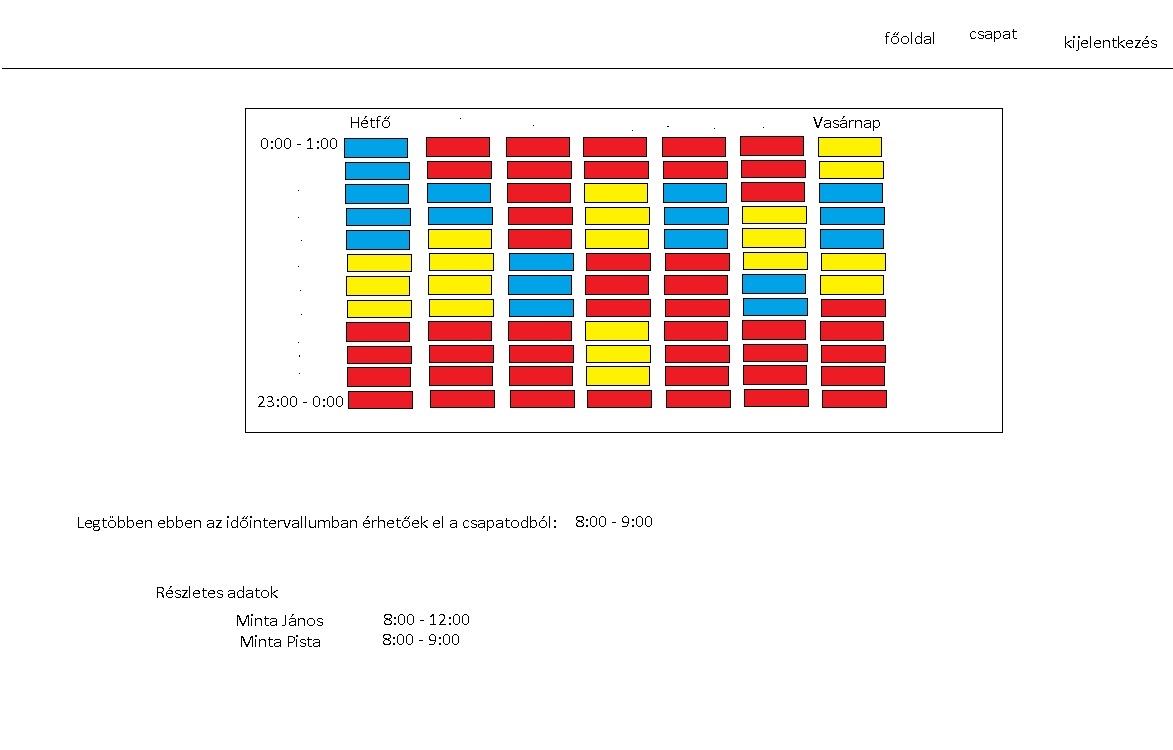 főoldal csapat kijelentkezés
Hétfő Vasárnap
0:00 - 1:00
23:00 - 0:00
Legtöbben ebben az időintervallumban érhetőek el a csapatodból: 8:00 - 9:00
Részletes adatok
Minta János 8:00 - 12:00
Minta Pista 8:00 - 9:00